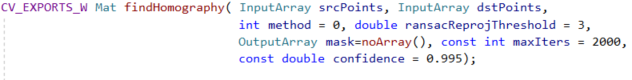 CV_EXPORTS_W Mat findHomography( InputArray srcPoints, InputArray dstPoints,
int method = 0, double ransacReprojThreshold = 3,
OutputArray mask=noArray(), const int maxIters = 2000,
const double confidence = 0.995);